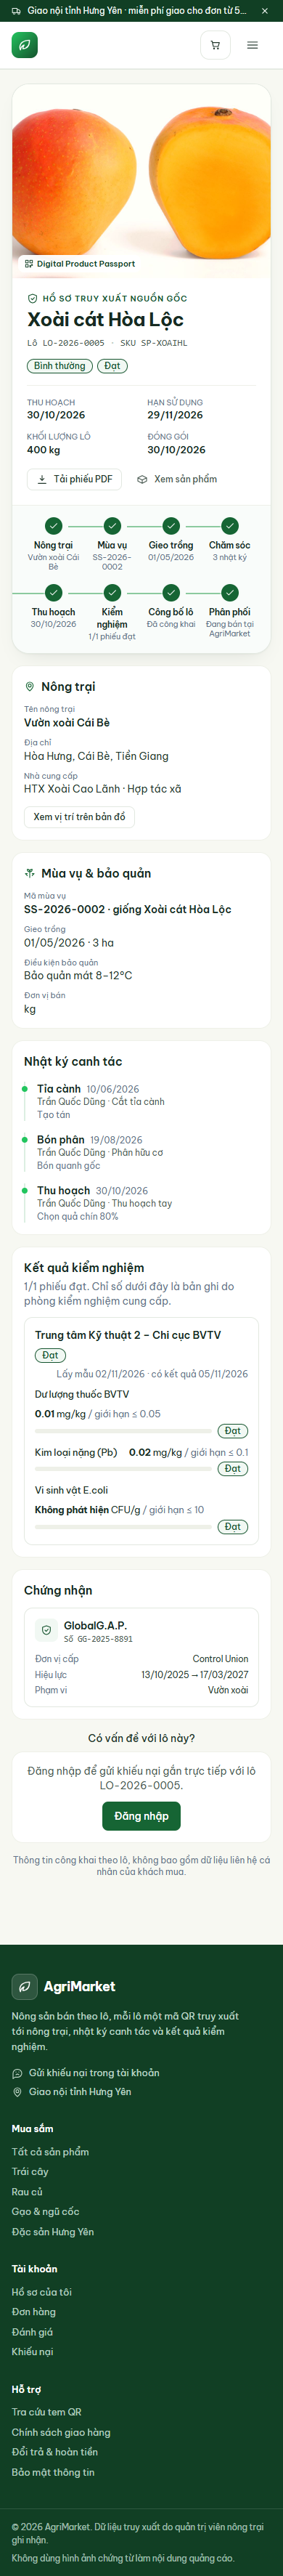 Giao nội tỉnh Hưng Yên · miễn phí giao cho đơn từ 5...
Digital Product Passport
HỒ SƠ TRUY XUẤT NGUỒN GỐC
Xoài cát Hòa Lộc
Lô LO-2026-0005 · SKU SP-XOAIHL
Bình thường Đạt
THU HOẠCH HẠN SỬ DỤNG
30/10/2026 29/11/2026
KHỐI LƯỢNG LÔ ĐÓNG GÓI
400 kg 30/10/2026
Tải phiếu PDF Xem sản phẩm
Nông trại Mùa vụ Gieo trồng Chăm sóc
Vườn xoài Cái Bè SS-2026-0002 01/05/2026 3 nhật ký
Thu hoạch Kiểm nghiệm Công bố lô Phân phối
30/10/2026 1/1 phiếu đạt Đã công khai Đang bán tại AgriMarket
Nông trại
Tên nông trại
Vườn xoài Cái Bè
Địa chỉ
Hòa Hưng, Cái Bè, Tiền Giang
Nhà cung cấp
HTX Xoài Cao Lãnh · Hợp tác xã
Xem vị trí trên bản đồ
Mùa vụ & bảo quản
Mã mùa vụ
SS-2026-0002 · giống Xoài cát Hòa Lộc
Gieo trồng
01/05/2026 · 3 ha
Điều kiện bảo quản
Bảo quản mát 8–12°C
Đơn vị bán
kg
Nhật ký canh tác
Tỉa cành 10/06/2026
Trần Quốc Dũng · Cắt tỉa cành
Tạo tán
Bón phân 19/08/2026
Trần Quốc Dũng · Phân hữu cơ
Bón quanh gốc
Thu hoạch 30/10/2026
Trần Quốc Dũng · Thu hoạch tay
Chọn quả chín 80%
Kết quả kiểm nghiệm
1/1 phiếu đạt. Chỉ số dưới đây là bản ghi do
phòng kiểm nghiệm cung cấp.
Trung tâm Kỹ thuật 2 – Chi cục BVTV
Đạt
Lấy mẫu 02/11/2026 · có kết quả 05/11/2026
Dư lượng thuốc BVTV
0.01 mg/kg / giới hạn ≤ 0.05
Đạt
Kim loại nặng (Pb) 0.02 mg/kg / giới hạn ≤ 0.1
Đạt
Vi sinh vật E.coli
Không phát hiện CFU/g / giới hạn ≤ 10
Đạt
Chứng nhận
GlobalG.A.P.
Số GG-2025-8891
Đơn vị cấp Control Union
Hiệu lực 13/10/2025 → 17/03/2027
Phạm vi Vườn xoài
Có vấn đề với lô này?
Đăng nhập để gửi khiếu nại gắn trực tiếp với lô
LO-2026-0005.
Đăng nhập
Thông tin công khai theo lô, không bao gồm dữ liệu liên hệ cá
nhân của khách mua.
AgriMarket
Nông sản bán theo lô, mỗi lô một mã QR truy xuất
tới nông trại, nhật ký canh tác và kết quả kiểm
nghiệm.
Gửi khiếu nại trong tài khoản
Giao nội tỉnh Hưng Yên
Mua sắm
Tất cả sản phẩm
Trái cây
Rau củ
Gạo & ngũ cốc
Đặc sản Hưng Yên
Tài khoản
Hồ sơ của tôi
Đơn hàng
Đánh giá
Khiếu nại
Hỗ trợ
Tra cứu tem QR
Chính sách giao hàng
Đổi trả & hoàn tiền
Bảo mật thông tin
© 2026 AgriMarket. Dữ liệu truy xuất do quản trị viên nông trại
ghi nhận.
Không dùng hình ảnh chứng từ làm nội dung quảng cáo.